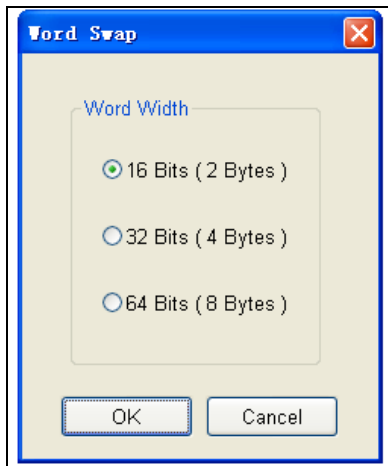 Word Swap
Word Width
16 Bits ( 2 Bytes )
32 Bits ( 4 Bytes )
64 Bits ( 8 Bytes )
OK Cancel